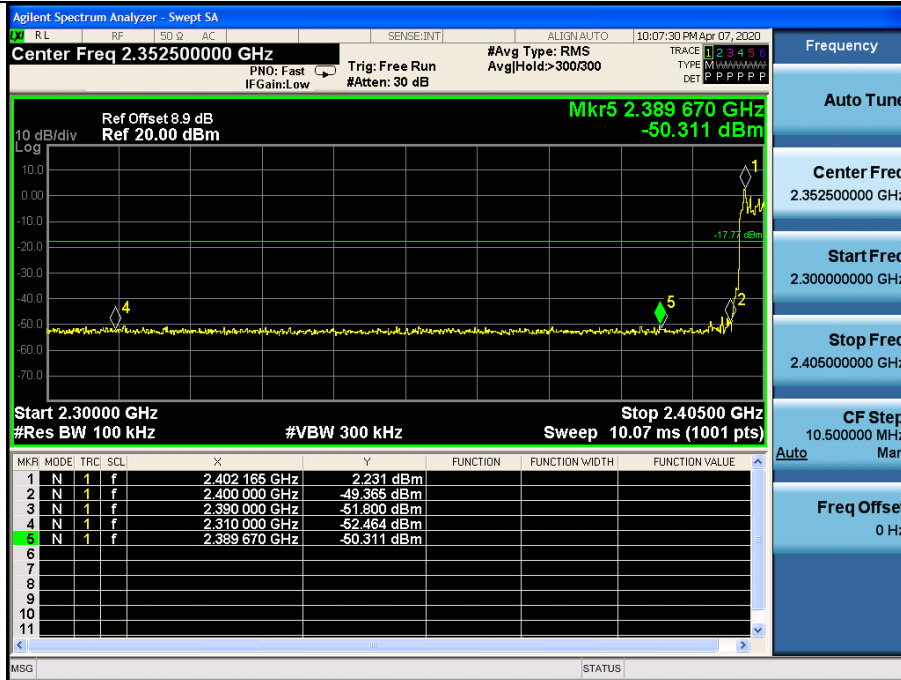 Agilent Spectrum Analyzer - Swept SA
LXI RL RF 50 Ω AC SENSE:INT ALIGN AUTO 10:07:30 PM Apr 07, 2020
Center Freq 2.352500000 GHz
PNO: Fast
IFGain:Low
Trig: Free Run
#Atten: 30 dB
#Avg Type: RMS
Avg|Hold:>300/300
TRACE 1 2 3 4 5 6
TYPE M WWWWW
DET P P P P P P
Mkr5 2.389 670 GHz
-50.311 dBm
Ref Offset 8.9 dB
10 dB/div Ref 20.00 dBm
Log
10.0
0.00
-10.0
-20.0
-30.0
-40.0
-50.0
-60.0
-70.0
1
-17.77 dBm
4
5
2
Start 2.30000 GHz Stop 2.40500 GHz
#Res BW 100 kHz #VBW 300 kHz Sweep 10.07 ms (1001 pts)
MKR MODE TRC SCL X Y FUNCTION FUNCTION WIDTH FUNCTION VALUE
1 N 1 f 2.402 165 GHz 2.231 dBm
2 N 1 f 2.400 000 GHz -49.365 dBm
3 N 1 f 2.390 000 GHz -51.800 dBm
4 N 1 f 2.310 000 GHz -52.464 dBm
5 N 1 f 2.389 670 GHz -50.311 dBm
6
7
8
9
10
11
MSG STATUS
Frequency
Auto Tune
Center Freq
2.352500000 GHz
Start Freq
2.300000000 GHz
Stop Freq
2.405000000 GHz
CF Step
10.500000 MHz
Auto Man
Freq Offset
0 Hz